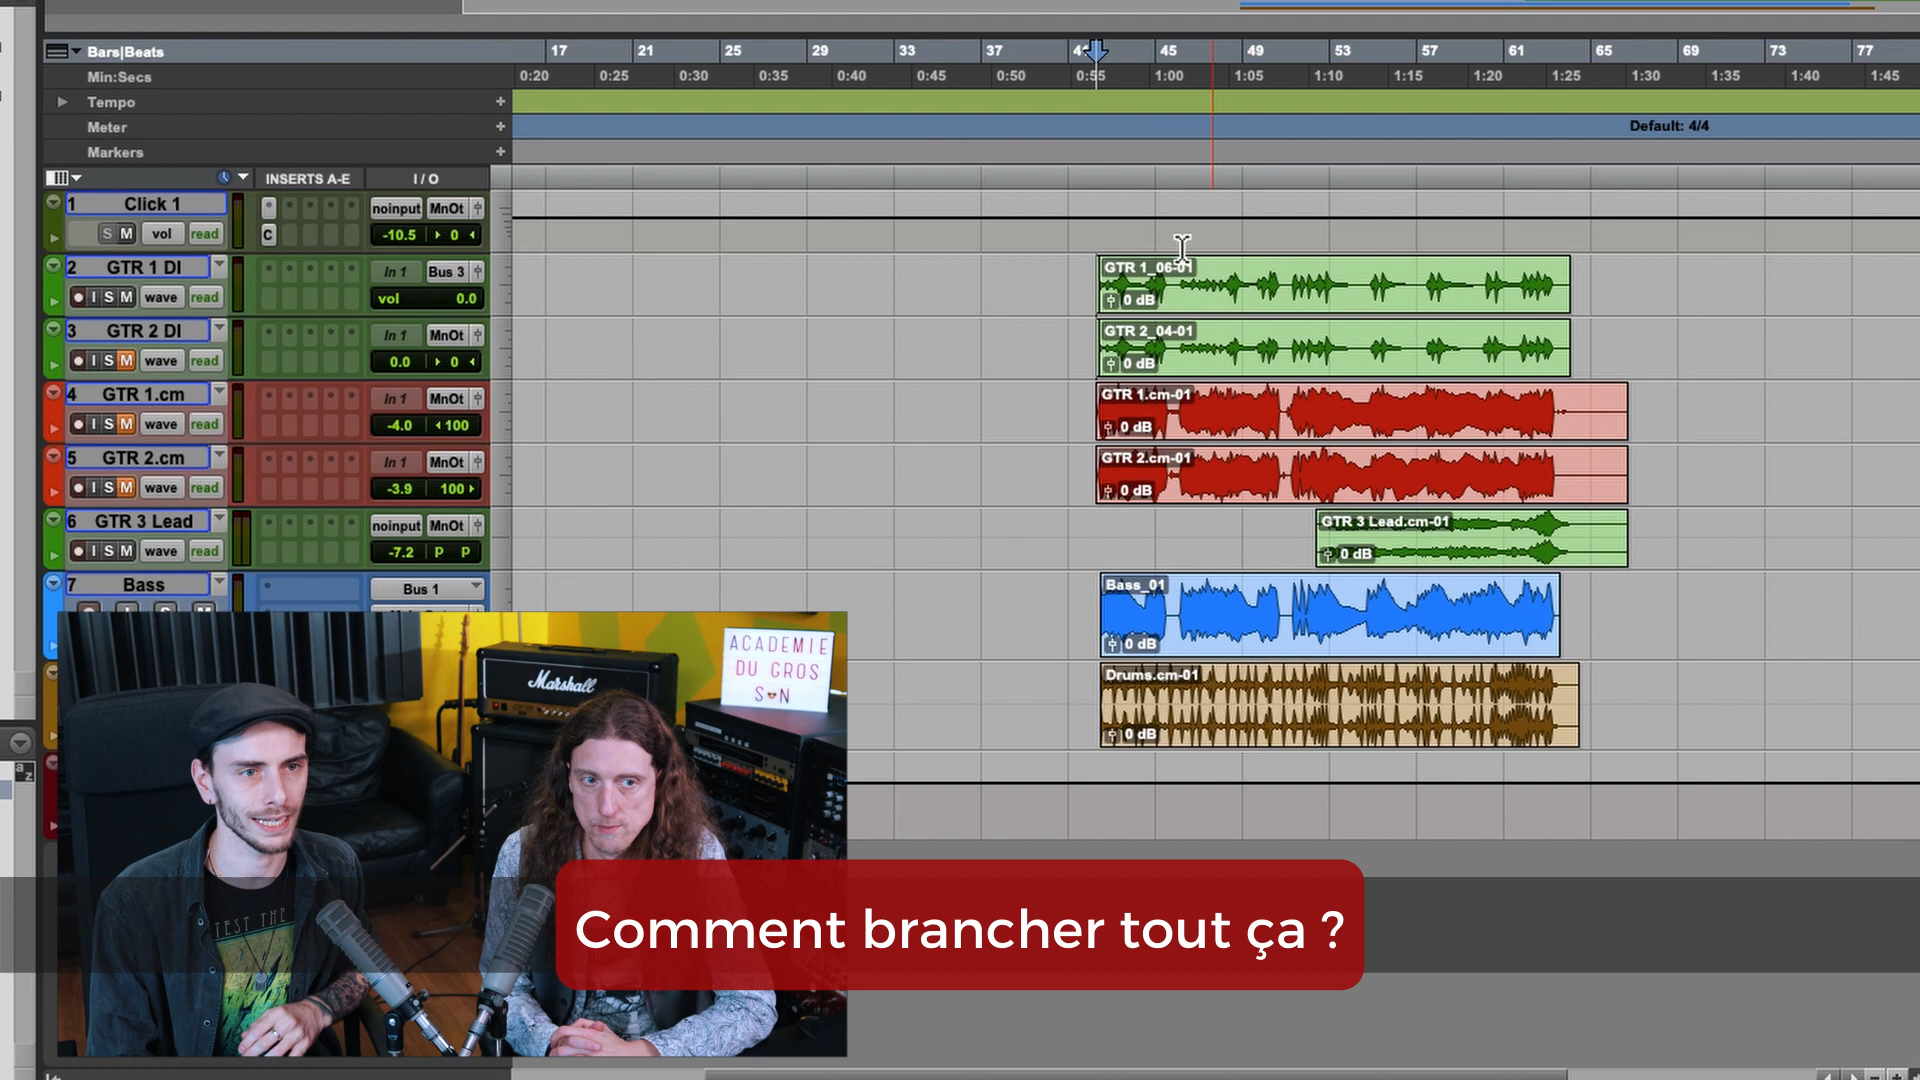 Bars|Beats
17 21 25 29 33 37 41 45 49 53 57 61 65 69 73 77
Min:Secs
0:20 0:25 0:30 0:35 0:40 0:45 0:50 0:55 1:00 1:05 1:10 1:15 1:20 1:25 1:30 1:35 1:40 1:45
Tempo
Meter
Default: 4/4
Markers
INSERTS A-E I / O
1 Click 1 noinput MnOt
S M vol read C -10.5 0
2 GTR 1 DI In 1 Bus 3
I S M wave read vol 0.0
GTR 1_06-01
0 dB
3 GTR 2 DI In 1 MnOt
I S M wave read 0.0 0
GTR 2_04-01
0 dB
4 GTR 1.cm In 1 MnOt
I S M wave read -4.0 100
GTR 1.cm-01
0 dB
5 GTR 2.cm In 1 MnOt
I S M wave read -3.9 100
GTR 2.cm-01
0 dB
6 GTR 3 Lead noinput MnOt
I S M wave read -7.2 P P
GTR 3 Lead.cm-01
0 dB
7 Bass Bus 1
Bass_01
0 dB
Drums.cm-01
0 dB
Marshall
ACADEMIE
DU GROS
S N
TEST THE
Comment brancher tout ça ?
a
z